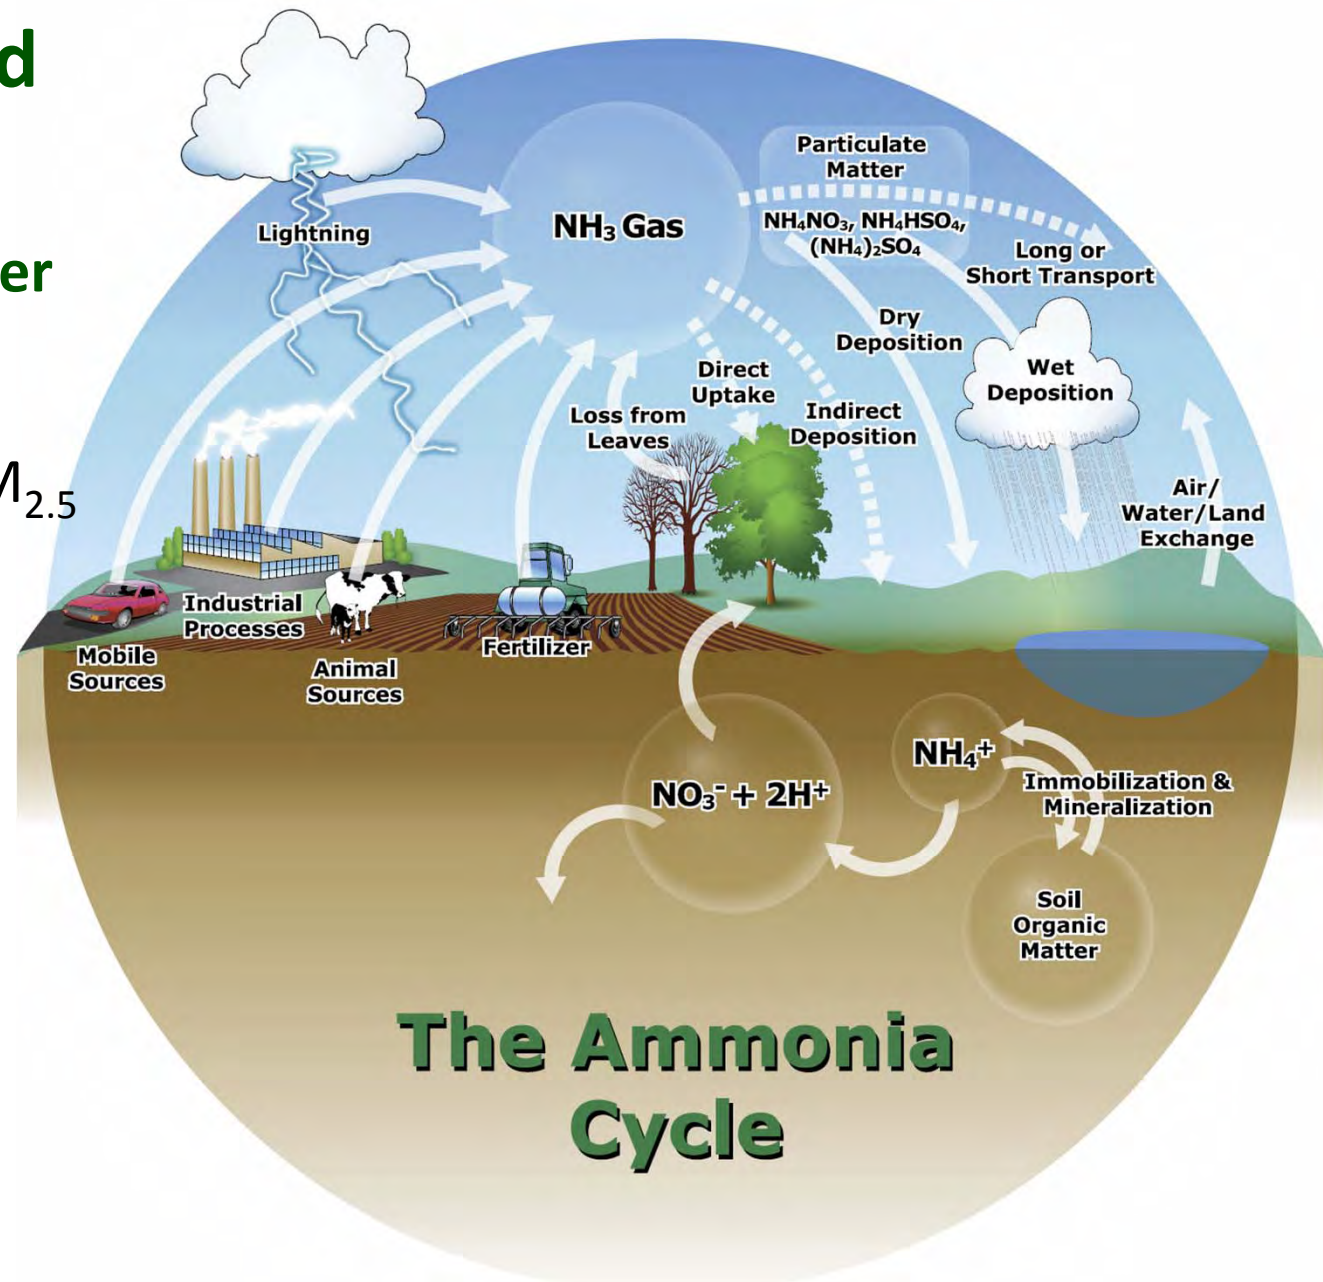 d
er
M₂.₅
Lightning
NH₃ Gas
Particulate
Matter
NH₄NO₃, NH₄HSO₄,
(NH₄)₂SO₄
Long or
Short Transport
Dry
Deposition
Wet
Deposition
Direct
Uptake
Indirect
Deposition
Loss from
Leaves
Air/
Water/Land
Exchange
Industrial
Processes
Mobile
Sources
Animal
Sources
Fertilizer
NO₃⁻ + 2H⁺
NH₄⁺
Immobilization &
Mineralization
Soil
Organic
Matter
The Ammonia
Cycle